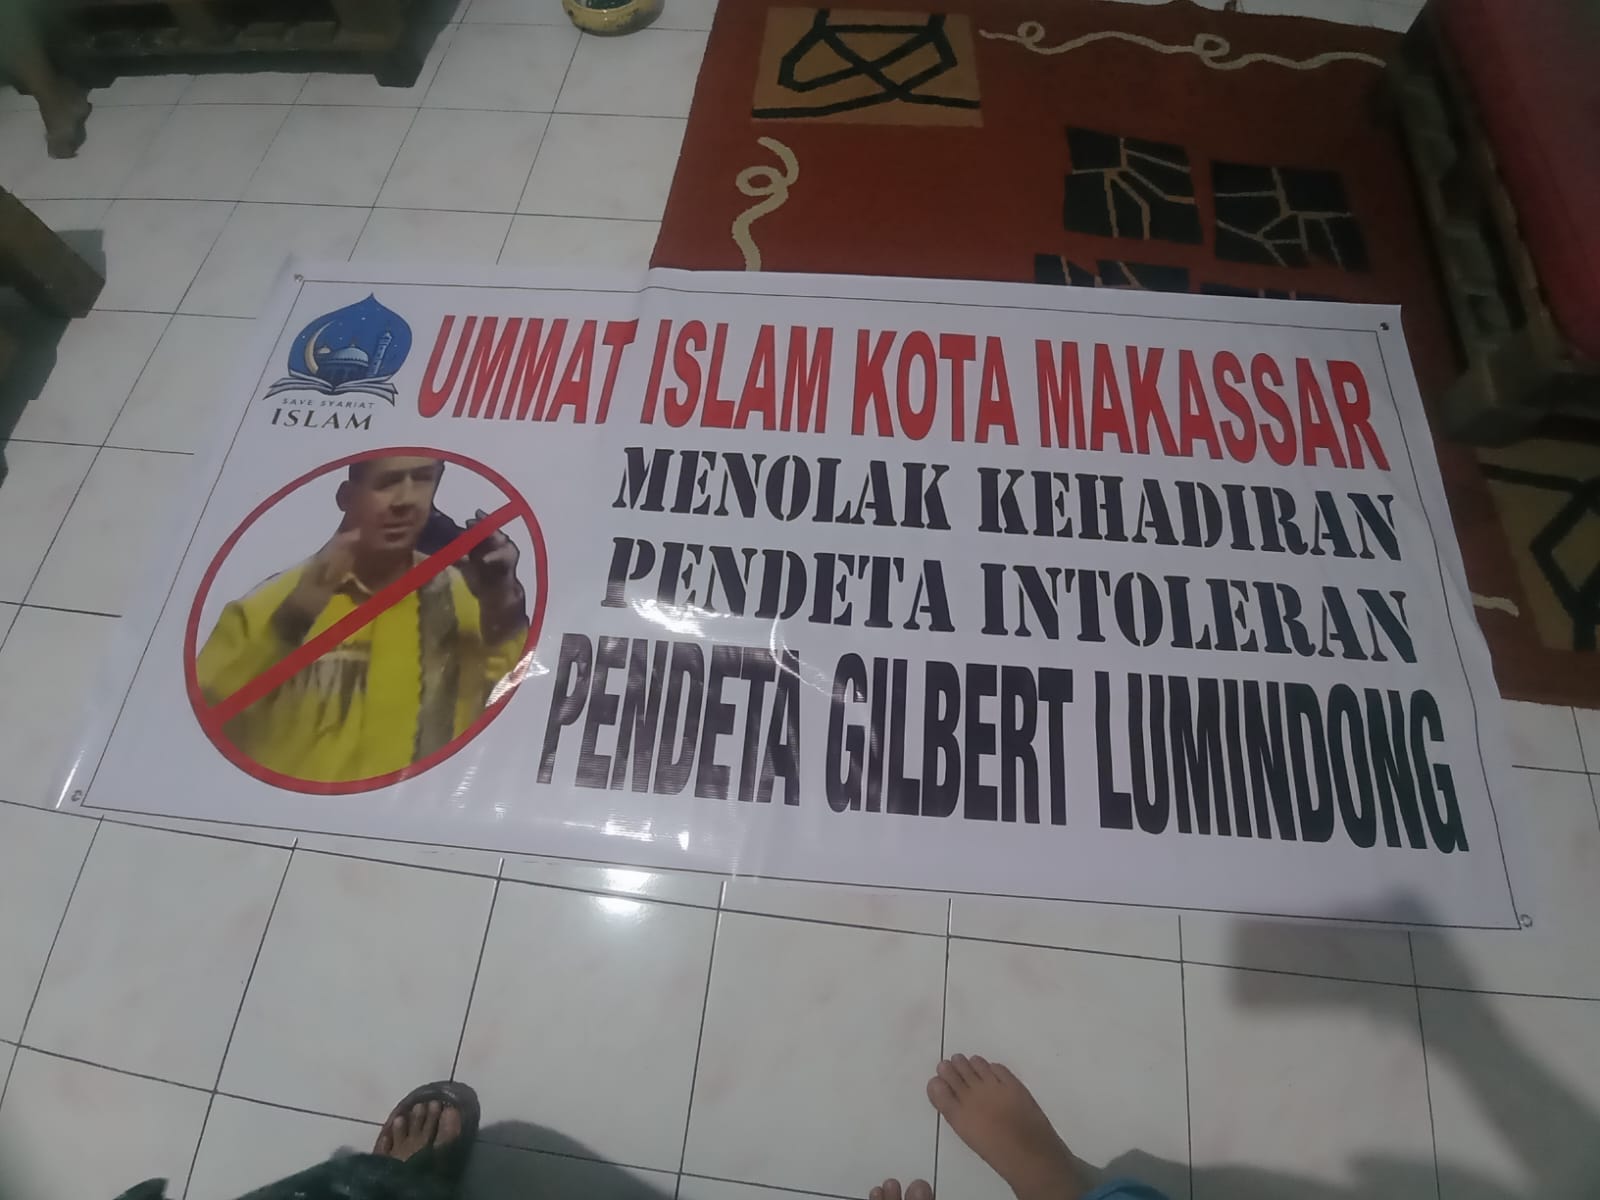 UMMAT ISLAM KOTA MAKASSAR
SAVE SYARIAT
ISLAM
MENOLAK KEHADIRAN
PENDETA INTOLERAN
PENDETA GILBERT LUMINDONG